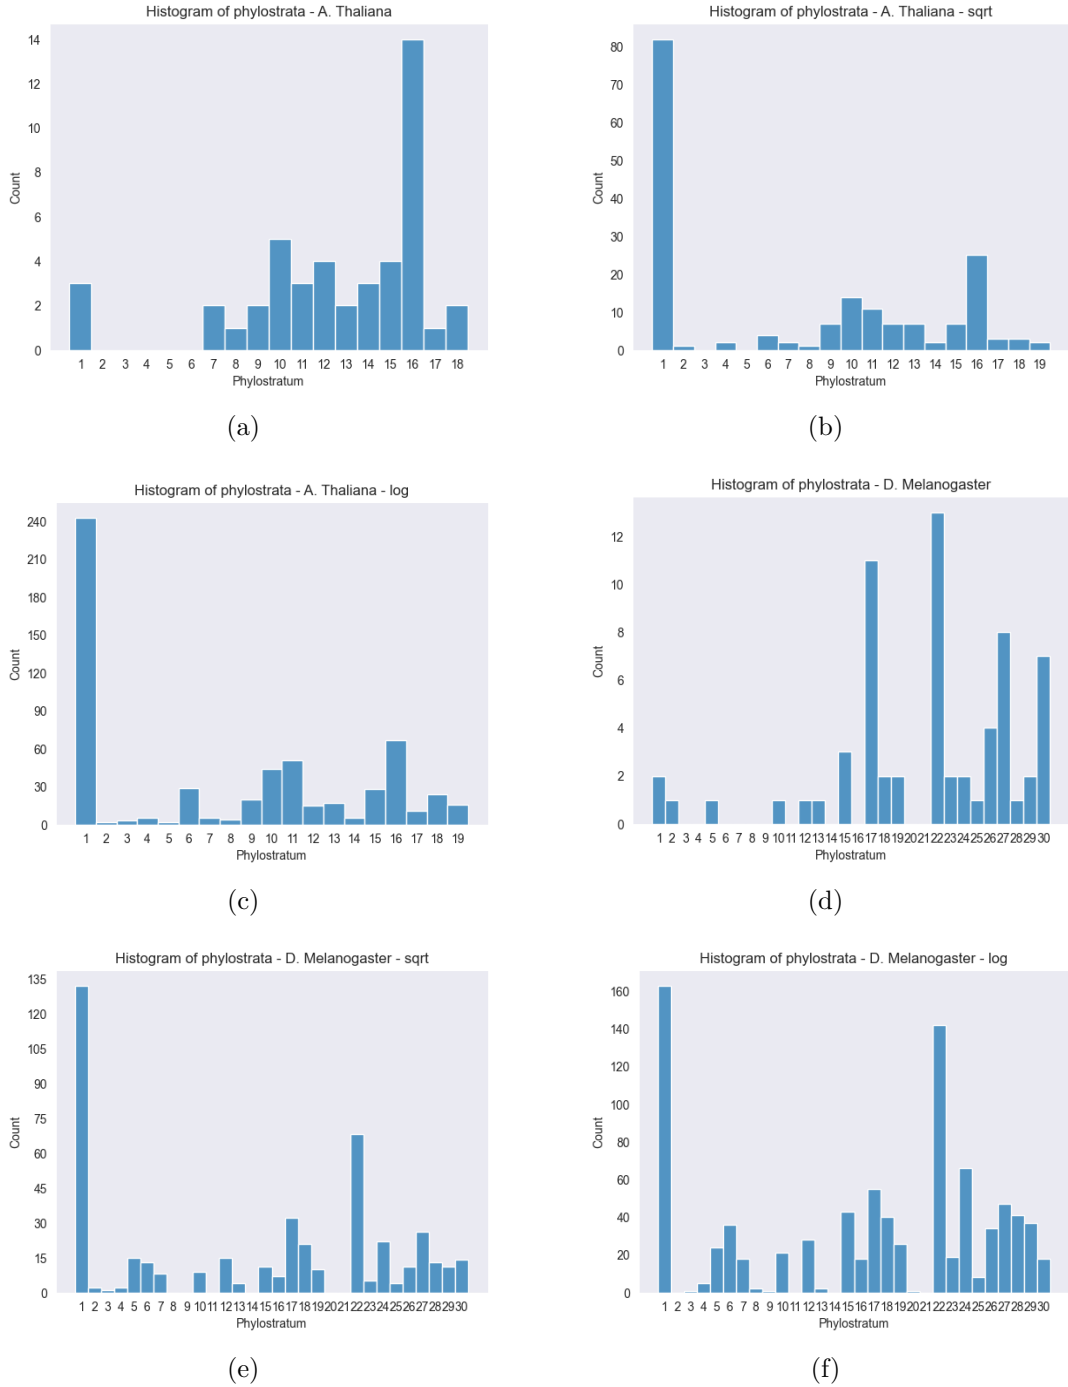 Histogram of phylostrata - A. Thaliana
14
12
10
8
6
4
2
0
Count
1 2 3 4 5 6 7 8 9 10 11 12 13 14 15 16 17 18
Phylostratum
(a)
Histogram of phylostrata - A. Thaliana - sqrt
80
70
60
50
40
30
20
10
0
Count
1 2 3 4 5 6 7 8 9 10 11 12 13 14 15 16 17 18 19
Phylostratum
(b)
Histogram of phylostrata - A. Thaliana - log
240
210
180
150
120
90
60
30
0
Count
1 2 3 4 5 6 7 8 9 10 11 12 13 14 15 16 17 18 19
Phylostratum
(c)
Histogram of phylostrata - D. Melanogaster
12
10
8
6
4
2
0
Count
1 2 3 4 5 6 7 8 9 10 11 12 13 14 15 16 17 18 19 20 21 22 23 24 25 26 27 28 29 30
Phylostratum
(d)
Histogram of phylostrata - D. Melanogaster - sqrt
135
120
105
90
75
60
45
30
15
0
Count
1 2 3 4 5 6 7 8 9 10 11 12 13 14 15 16 17 18 19 20 21 22 23 24 25 26 27 28 29 30
Phylostratum
(e)
Histogram of phylostrata - D. Melanogaster - log
160
140
120
100
80
60
40
20
0
Count
1 2 3 4 5 6 7 8 9 10 11 12 13 14 15 16 17 18 19 20 21 22 23 24 25 26 27 28 29 30
Phylostratum
(f)